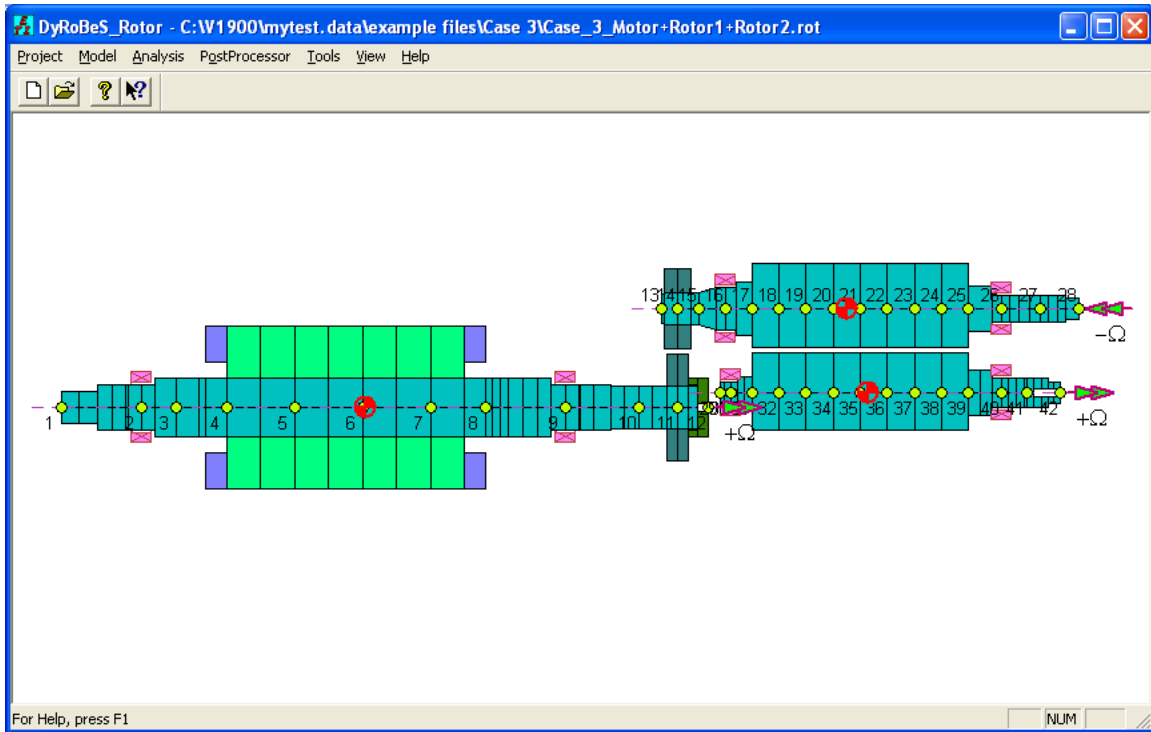 DyRoBeS_Rotor - C:\V1900\mytest.data\example files\Case 3\Case_3_Motor+Rotor1+Rotor2.rot
Project Model Analysis PostProcessor Tools View Help
13 14 15 16 17 18 19 20 21 22 23 24 25 26 27 28
-Ω
1 2 3 4 5 6 7 8 9 10 11 12 32 33 34 35 36 37 38 39 40 41 42
+Ω +Ω
For Help, press F1 NUM